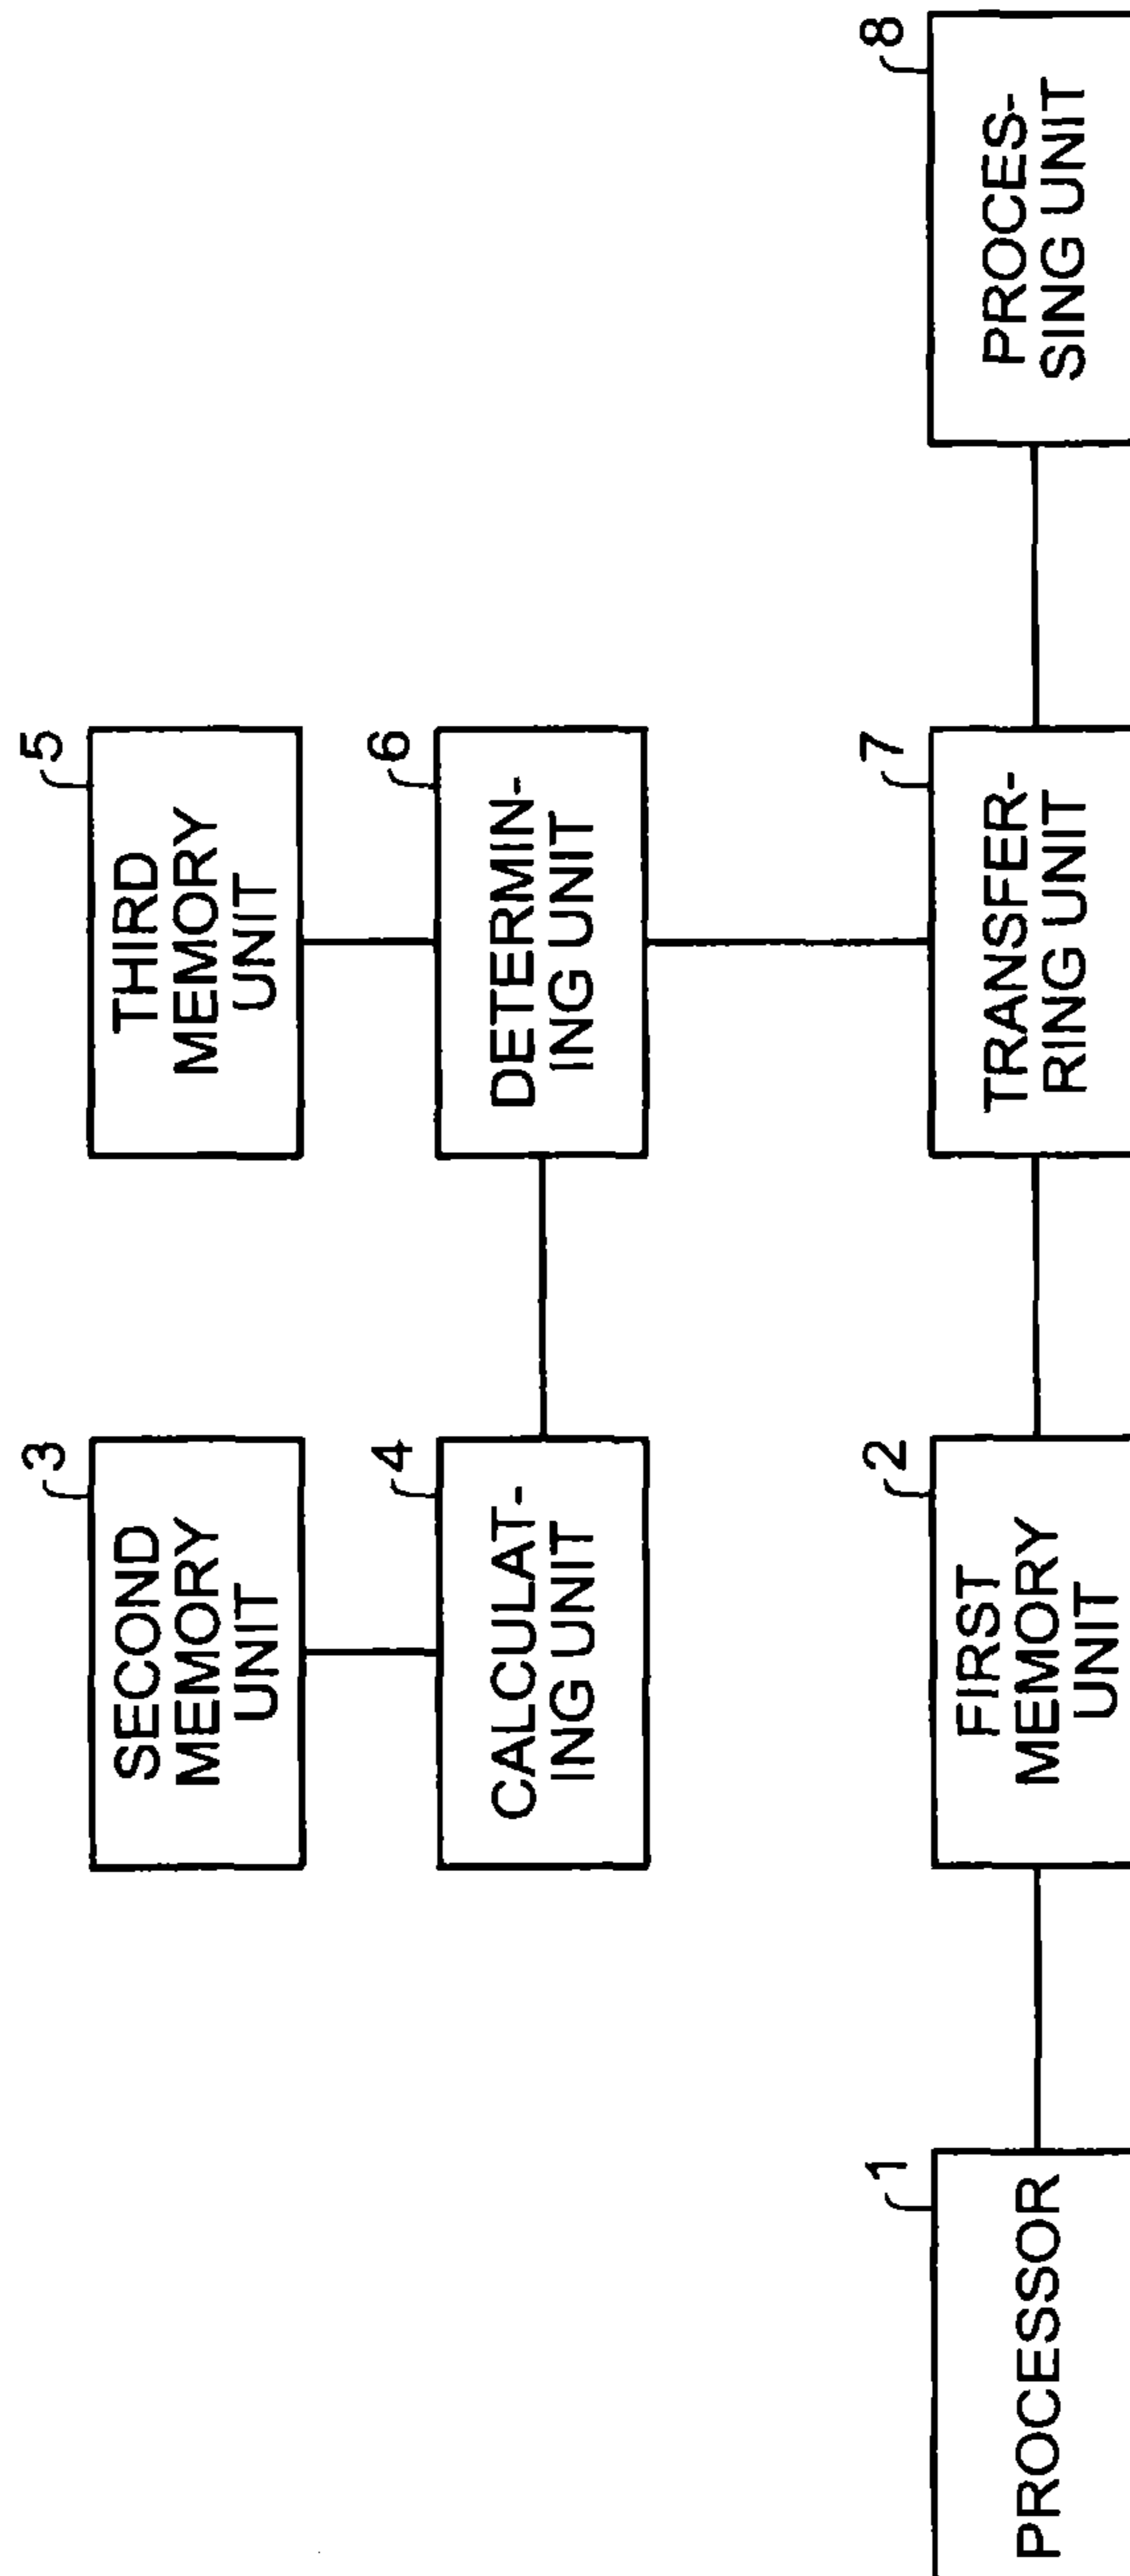 3
SECOND
MEMORY
UNIT
5
THIRD
MEMORY
UNIT
4
CALCULAT-
ING UNIT
6
DETERMIN-
ING UNIT
1
PROCESSOR
2
FIRST
MEMORY
UNIT
7
TRANSFER-
RING UNIT
8
PROCES-
SING UNIT